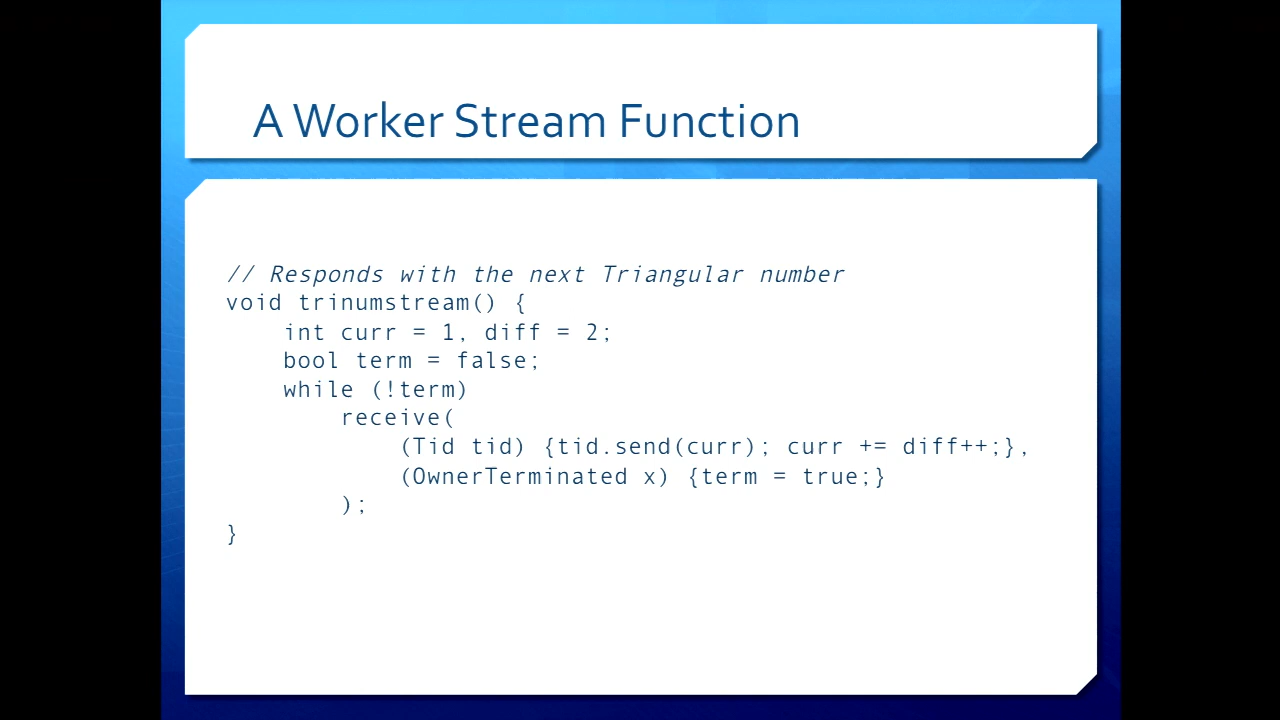 A Worker Stream Function
// Responds with the next Triangular number
void trinumstream() {
    int curr = 1, diff = 2;
    bool term = false;
    while (!term)
        receive(
            (Tid tid) {tid.send(curr); curr += diff++;},
            (OwnerTerminated x) {term = true;}
        );
}